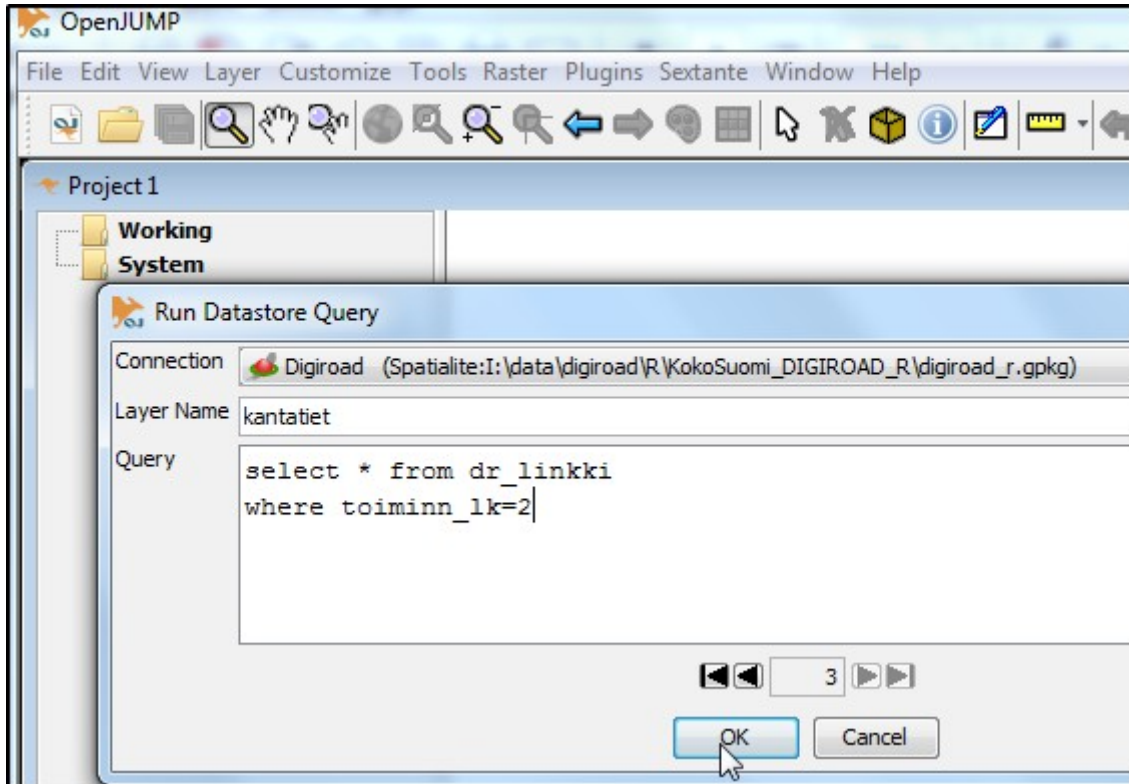 OpenJUMP
File Edit View Layer Customize Tools Raster Plugins Sextante Window Help
Project 1
Working
System
Run Datastore Query
Connection Digiroad (Spatialite:I:\data\digiroad\R\KokoSuomi_DIGIROAD_R\digiroad_r.gpkg)
Layer Name kantatiet
Query select * from dr_linkki
where toiminn_lk=2
3
OK Cancel